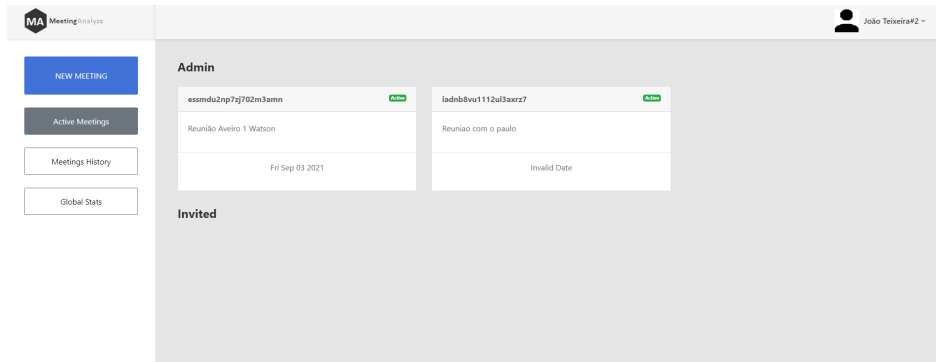 MA MeetingAnalyze
João Teixeira#2
NEW MEETING
Active Meetings
Meetings History
Global Stats
Admin
essmdu2np7zj702m3amn Active
Reunião Aveiro 1 Watson
Fri Sep 03 2021
iadnb8vu1112ui3axrz7 Active
Reuniao com o paulo
Invalid Date
Invited